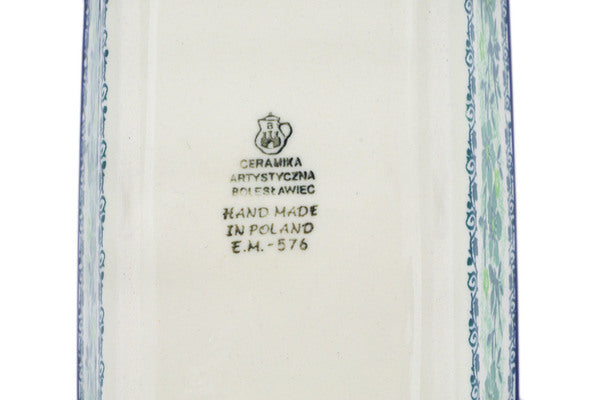 CERAMIKA
ARTYSTYCZNA
BOLESŁAWIEC
HAND MADE
IN POLAND
E.M.-576